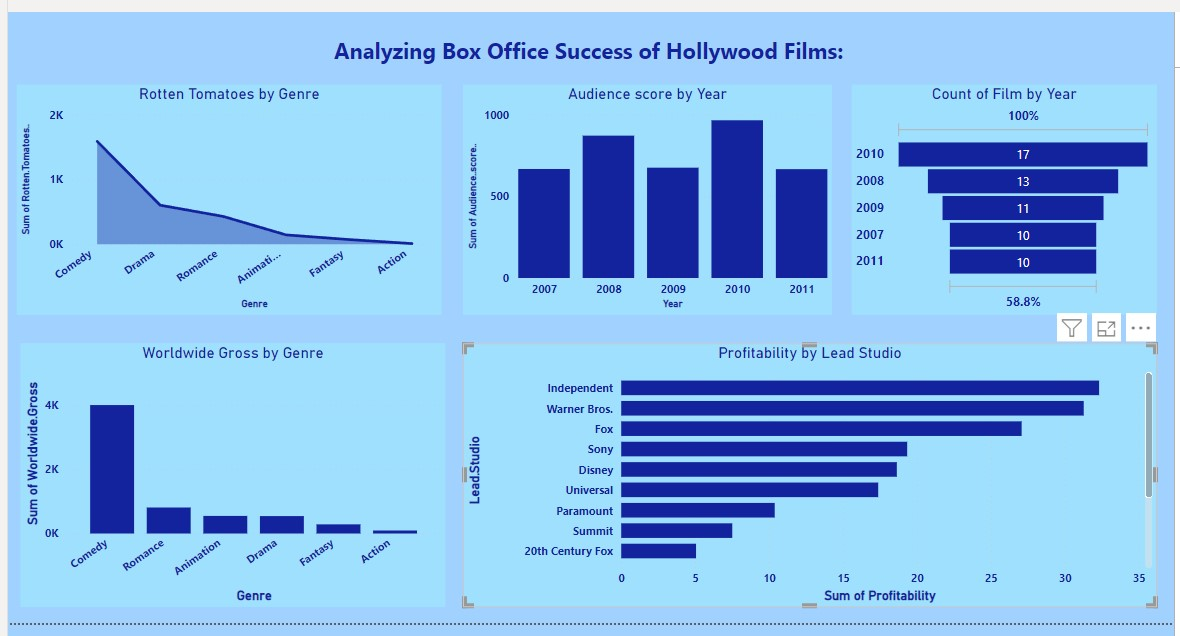 Analyzing Box Office Success of Hollywood Films:
Rotten Tomatoes by Genre
Sum of Rotten.Tomatoes..
2K
1K
0K
Comedy
Drama
Romance
Animati...
Fantasy
Action
Genre
Audience score by Year
Sum of Audience..score..
1000
500
0
2007
2008
2009
2010
2011
Year
Count of Film by Year
100%
2010
17
2008
13
2009
11
2007
10
2011
10
58.8%
Worldwide Gross by Genre
Sum of Worldwide.Gross
4K
2K
0K
Comedy
Romance
Animation
Drama
Fantasy
Action
Genre
Profitability by Lead Studio
Lead.Studio
Independent
Warner Bros.
Fox
Sony
Disney
Universal
Paramount
Summit
20th Century Fox
0 5 10 15 20 25 30 35
Sum of Profitability